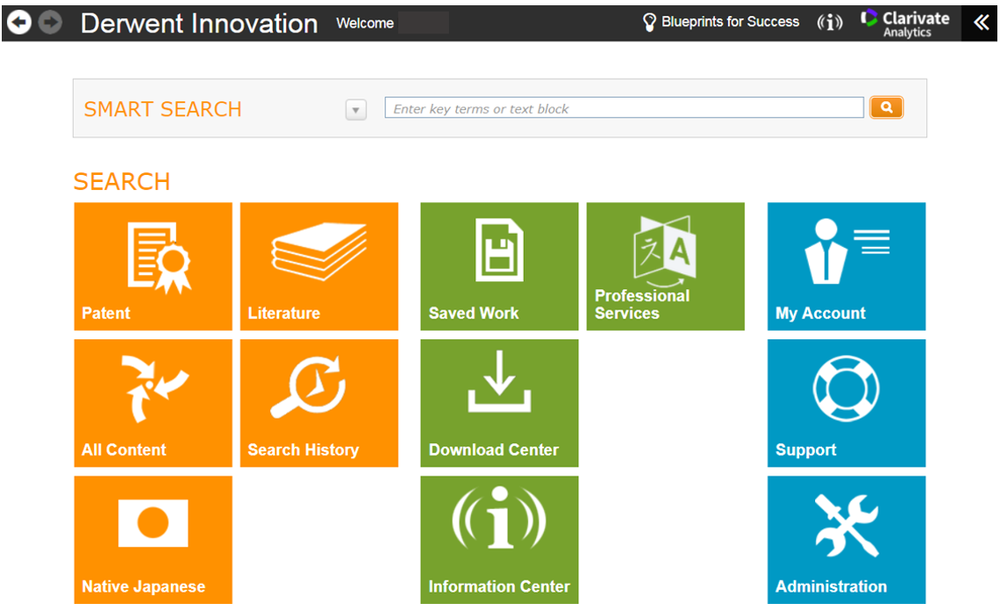 Derwent Innovation Welcome Blueprints for Success Clarivate
Analytics
SMART SEARCH Enter key terms or text block
SEARCH
Patent
Literature
Saved Work
Professional
Services
My Account
All Content
Search History
Download Center
Support
Native Japanese
Information Center
Administration